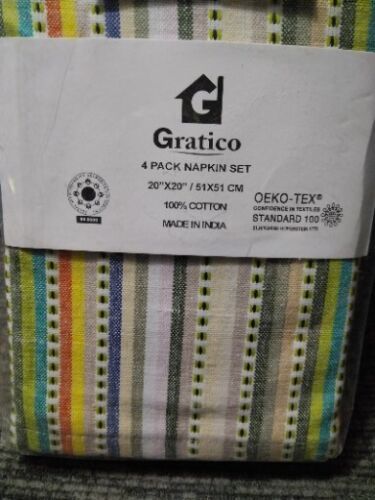 G
Gratico
4 PACK NAPKIN SET
20"X20" / 51X51 CM
100% COTTON
MADE IN INDIA
OEKO-TEX®
CONFIDENCE IN TEXTILES
STANDARD 100